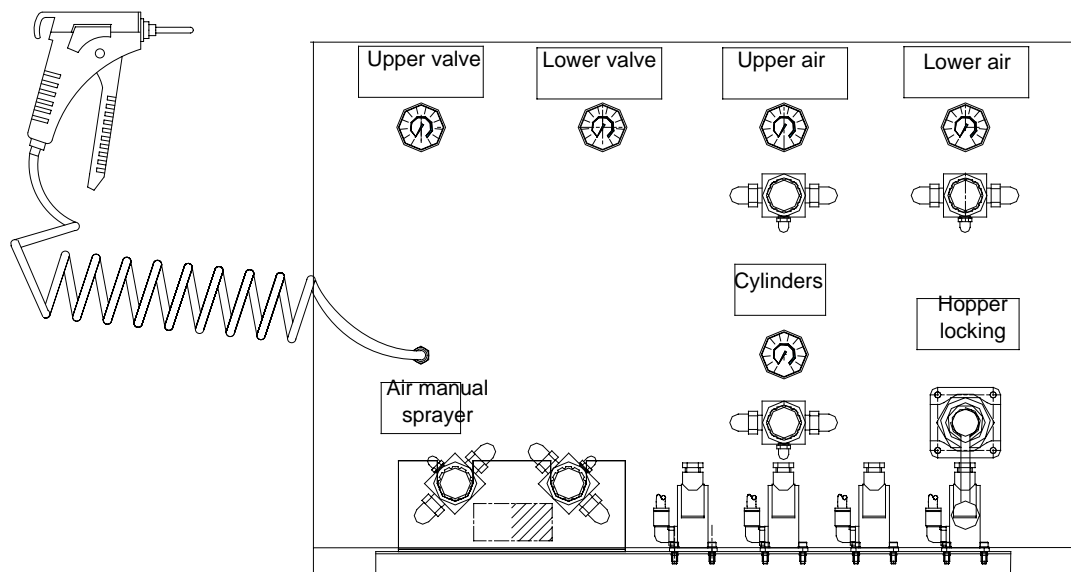 Upper valve
Lower valve
Upper air
Lower air
Cylinders
Hopper
locking
Air manual
sprayer